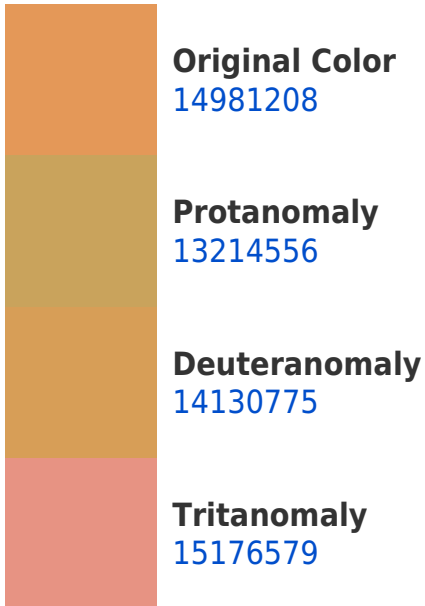 Original Color
14981208
Protanomaly
13214556
Deuteranomaly
14130775
Tritanomaly
15176579